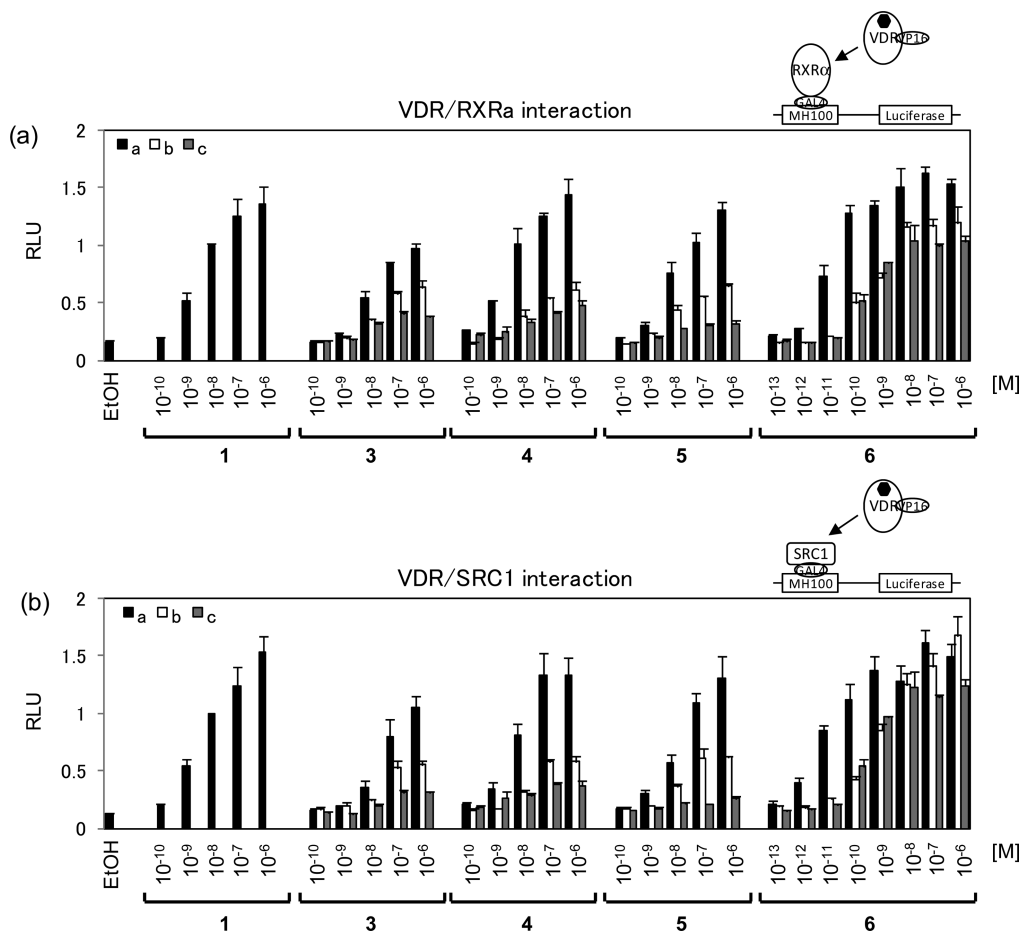 VDR VP16
RXRα
GAL4
MH100 Luciferase
VDR/RXRa interaction
(a)
2
1.5
1
0.5
0
RLU
a b c
EtOH 10-10 10-9 10-8 10-7 10-6 10-10 10-9 10-8 10-7 10-6 10-10 10-9 10-8 10-7 10-6 10-10 10-9 10-8 10-7 10-6 10-13 10-12 10-11 10-10 10-9 10-8 10-7 10-6 [M]
1 3 4 5 6
VDR VP16
SRC1
GAL4
MH100 Luciferase
VDR/SRC1 interaction
(b)
2
1.5
1
0.5
0
RLU
a b c
EtOH 10-10 10-9 10-8 10-7 10-6 10-10 10-9 10-8 10-7 10-6 10-10 10-9 10-8 10-7 10-6 10-10 10-9 10-8 10-7 10-6 10-13 10-12 10-11 10-10 10-9 10-8 10-7 10-6 [M]
1 3 4 5 6